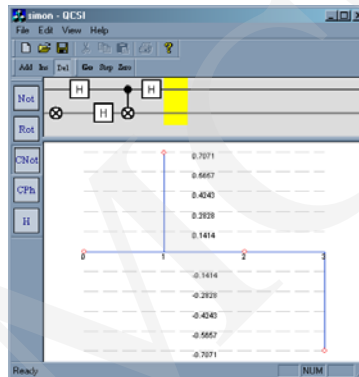 simon - QCSI
File Edit View Help
Add Ins Del Go Step Zero
Not
H H
H
Rot
CNot
CPh
H
0.7071
0.5657
0.4243
0.2828
0.1414
0 1 2 3
-0.1414
-0.2828
-0.4243
-0.5657
-0.7071
Ready NUM